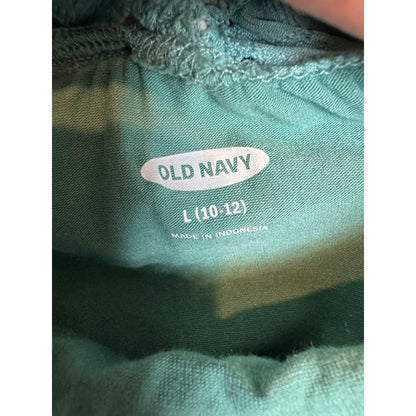 OLD NAVY
L (10-12)
MADE IN INDONESIA